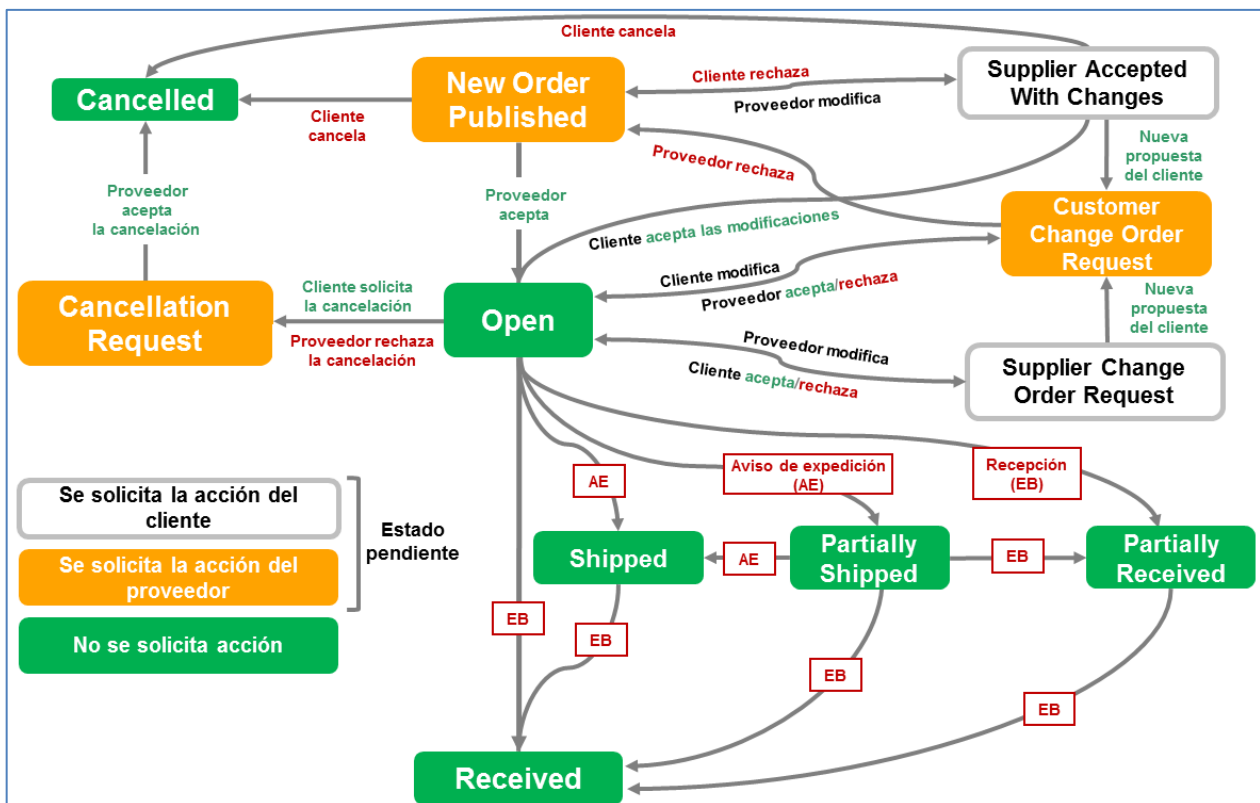 Cliente cancela
Cancelled
New Order
Published
Cliente rechaza
Proveedor modifica
Supplier Accepted
With Changes
Cliente
cancela
Proveedor
acepta
la cancelación
Proveedor
acepta
Proveedor rechaza
Nueva
propuesta
del cliente
Cliente acepta las modificaciones
Customer
Change Order
Request
Cliente modifica
Proveedor acepta/rechaza
Cancellation
Request
Cliente solicita
la cancelación
Proveedor rechaza
la cancelación
Open
Nueva
propuesta
del cliente
Proveedor modifica
Cliente acepta/rechaza
Supplier Change
Order Request
AE
Aviso de expedición
(AE)
Recepción
(EB)
Se solicita la acción del
cliente
Estado
pendiente
Se solicita la acción del
proveedor
No se solicita acción
Shipped
AE
Partially
Shipped
EB
Partially
Received
EB
EB
EB
EB
Received